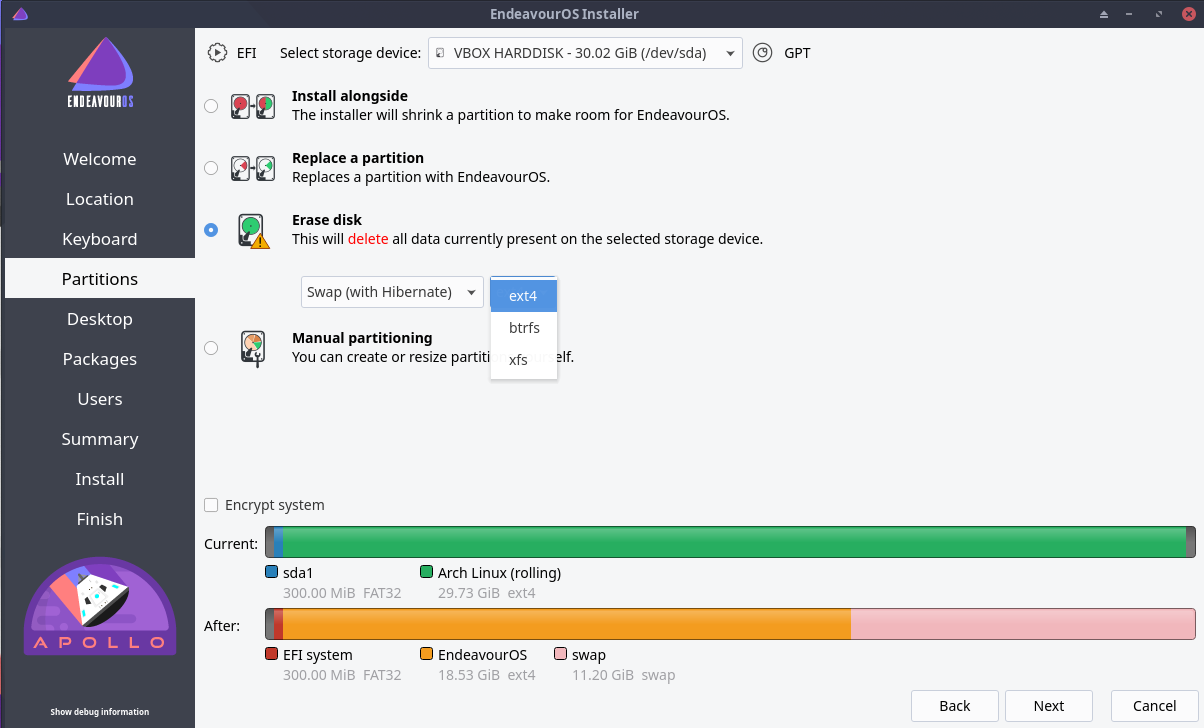 EndeavourOS Installer
ENDEAVOUROS
Welcome
Location
Keyboard
Partitions
Desktop
Packages
Users
Summary
Install
Finish
APOLLO
Show debug information
EFI Select storage device: VBOX HARDDISK - 30.02 GiB (/dev/sda) GPT
Install alongside
The installer will shrink a partition to make room for EndeavourOS.
Replace a partition
Replaces a partition with EndeavourOS.
Erase disk
This will delete all data currently present on the selected storage device.
Swap (with Hibernate)
ext4
btrfs
xfs
Manual partitioning
You can create or resize
Encrypt system
Current:
sda1 Arch Linux (rolling)
300.00 MiB FAT32 29.73 GiB ext4
After:
EFI system EndeavourOS swap
300.00 MiB FAT32 18.53 GiB ext4 11.20 GiB swap
Back Next Cancel